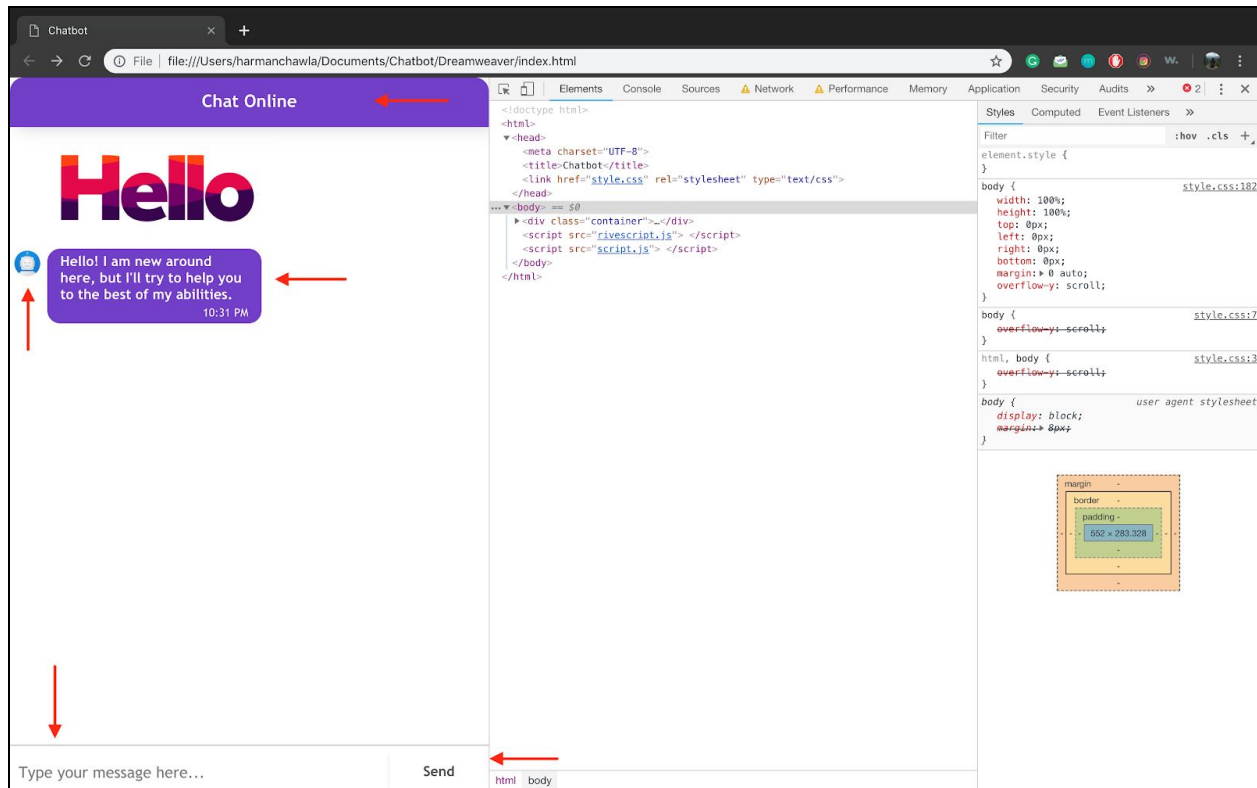 Chatbot
File file:///Users/harmanchawla/Documents/Chatbot/Dreamweaver/index.html
w.
Chat Online
Hello
Hello! I am new around
here, but I'll try to help you
to the best of my abilities.
10:31 PM
Type your message here...
Send
Elements Console Sources Network Performance Memory Application Security Audits » 2
<!doctype html>
<html>
<head>
<meta charset="UTF-8">
<title>Chatbot</title>
<link href="style.css" rel="stylesheet" type="text/css">
</head>
...<body> == $0
<div class="container">…</div>
<script src="rivescript.js"> </script>
<script src="script.js"> </script>
</body>
</html>
html body
Styles Computed Event Listeners »
Filter :hov .cls +
element.style {
}
body { style.css:182
width: 100%;
height: 100%;
top: 0px;
left: 0px;
right: 0px;
bottom: 0px;
margin: 0 auto;
overflow-y: scroll;
}
body { style.css:7
overflow-y: scroll;
}
html, body { style.css:3
overflow-y: scroll;
}
body { user agent stylesheet
display: block;
margin: 8px;
}
margin -
border -
padding -
- - - 552 × 283.328 - - -
-
-
-